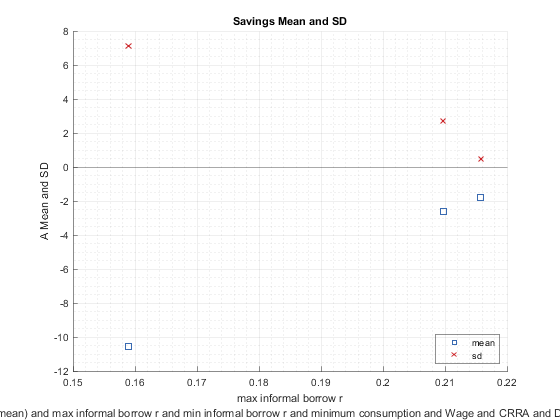 Savings Mean and SD
8
6
4
2
0
-2
-4
-6
-8
-10
-12
A Mean and SD
mean
sd
0.15 0.16 0.17 0.18 0.19 0.2 0.21 0.22
max informal borrow r
mean) and max informal borrow r and min informal borrow r and minimum consumption and Wage and CRRA and